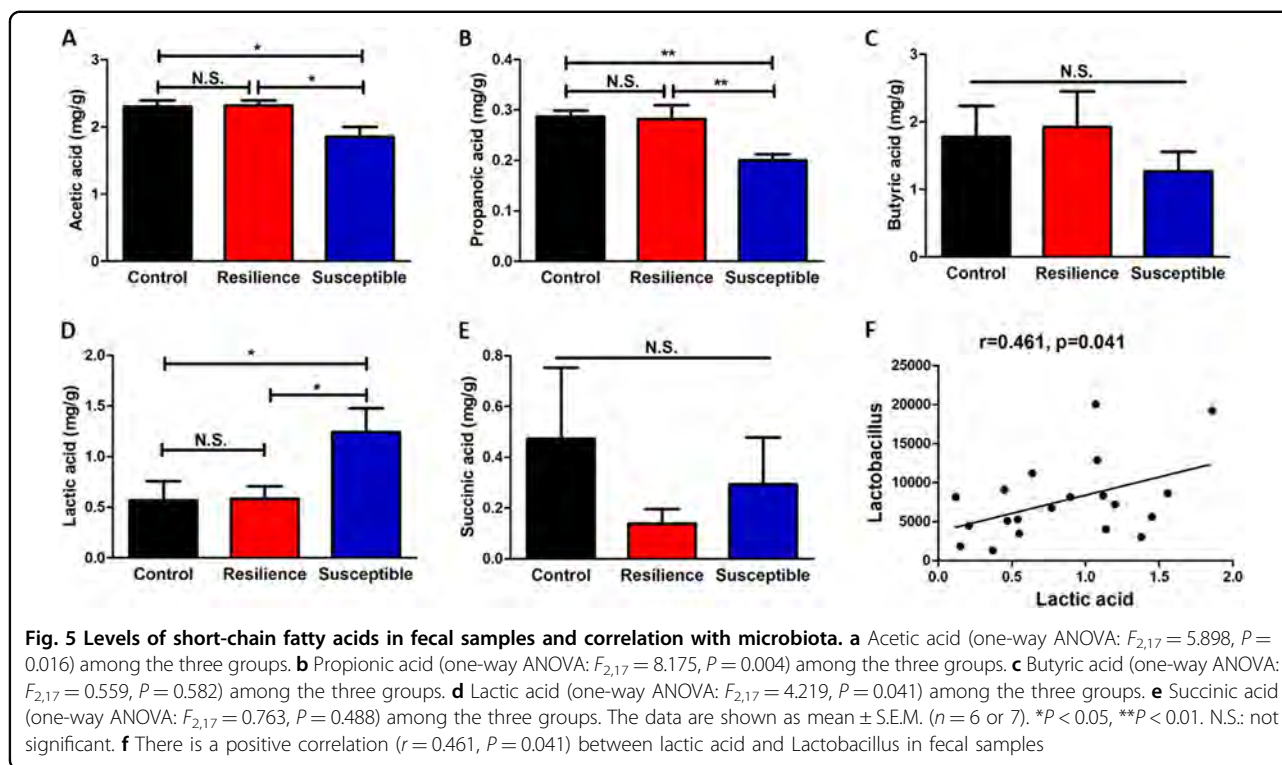 A
B
C
*
N.S.
*
**
N.S.
**
N.S.
Acetic acid (mg/g)
3
2
1
0
Propanoic acid (mg/g)
0.4
0.3
0.2
0.1
0.0
Butyric acid (mg/g)
3
2
1
0
Control Resilience Susceptible
Control Resilience Susceptible
Control Resilience Susceptible
D
E
F
*
*
N.S.
N.S.
r=0.461, p=0.041
Lactic acid (mg/g)
2.0
1.5
1.0
0.5
0.0
Succinic acid (mg/g)
0.8
0.6
0.4
0.2
0.0
Lactobacillus
25000
20000
15000
10000
5000
0
Control Resilience Susceptible
Control Resilience Susceptible
0.0 0.5 1.0 1.5 2.0
Lactic acid
Fig. 5 Levels of short-chain fatty acids in fecal samples and correlation with microbiota. a Acetic acid (one-way ANOVA: F2,17 = 5.898, P =
0.016) among the three groups. b Propionic acid (one-way ANOVA: F2,17 = 8.175, P = 0.004) among the three groups. c Butyric acid (one-way ANOVA:
F2,17 = 0.559, P = 0.582) among the three groups. d Lactic acid (one-way ANOVA: F2,17 = 4.219, P = 0.041) among the three groups. e Succinic acid
(one-way ANOVA: F2,17 = 0.763, P = 0.488) among the three groups. The data are shown as mean ± S.E.M. (n = 6 or 7). *P < 0.05, **P < 0.01. N.S.: not
significant. f There is a positive correlation (r = 0.461, P = 0.041) between lactic acid and Lactobacillus in fecal samples